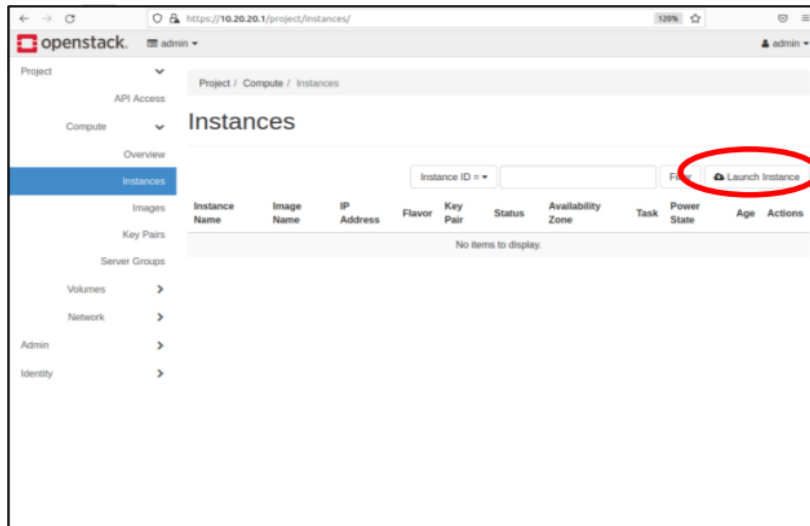 https://10.20.20.1/project/instances/ 120%
openstack. admin admin
Project
API Access
Compute
Overview
Instances
Images
Key Pairs
Server Groups
Volumes
Network
Admin
Identity
Project / Compute / Instances
Instances
Instance ID = Filter Launch Instance
Instance Name Image Name IP Address Flavor Key Pair Status Availability Zone Task Power State Age Actions
No items to display.